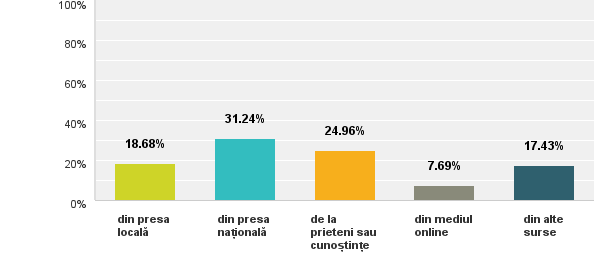 100%
80%
60%
40%
20%
0%
18.68%
31.24%
24.96%
7.69%
17.43%
din presa
locală
din presa
națională
de la
prieteni sau
cunoștințe
din mediul
online
din alte
surse